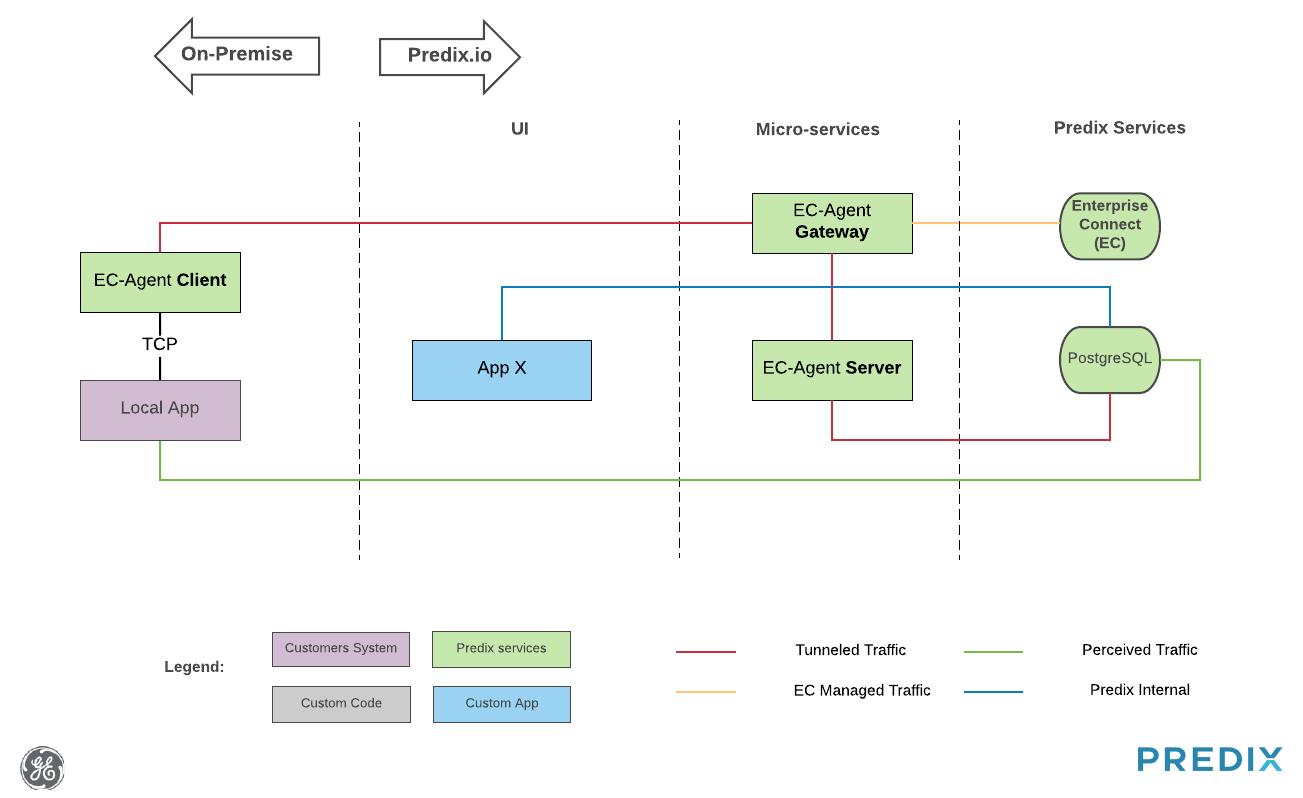 On-Premise
Predix.io
UI
Micro-services
Predix Services
EC-Agent
Gateway
Enterprise
Connect
(EC)
EC-Agent Client
TCP
Local App
App X
EC-Agent Server
PostgreSQL
Legend:
Customers System
Predix services
Custom Code
Custom App
Tunneled Traffic
Perceived Traffic
EC Managed Traffic
Predix Internal
GE
PREDIX